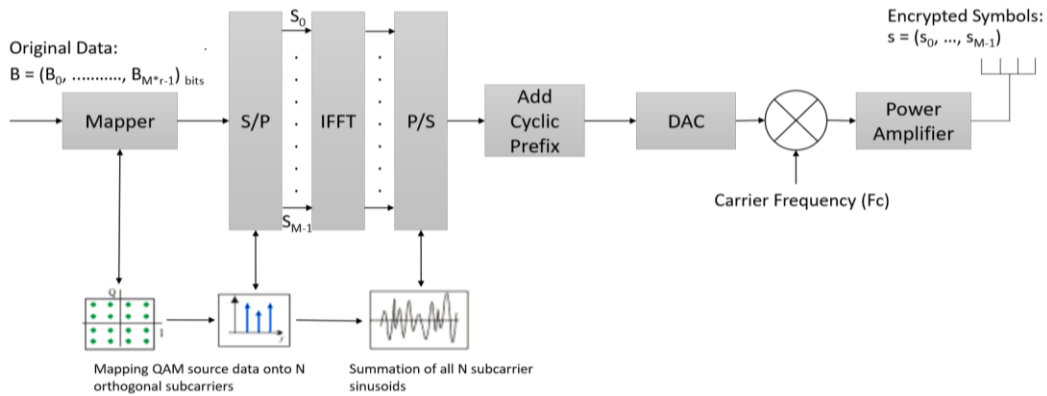 Encrypted Symbols:
s = (s0, ..., sM-1)
Original Data:
B = (B0, ..........., BM*r-1) bits
S0
Mapper
S/P
IFFT
P/S
Add
Cyclic
Prefix
DAC
Power
Amplifier
Carrier Frequency (Fc)
SM-1
Q
I
f
Mapping QAM source data onto N
orthogonal subcarriers
Summation of all N subcarrier
sinusoids